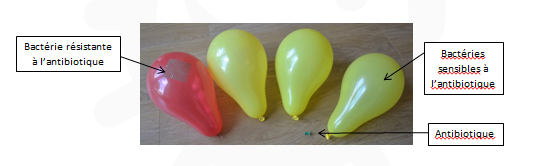 Bactérie résistante
à l'antibiotique
Bactéries
sensibles à
l'antibiotique
Antibiotique